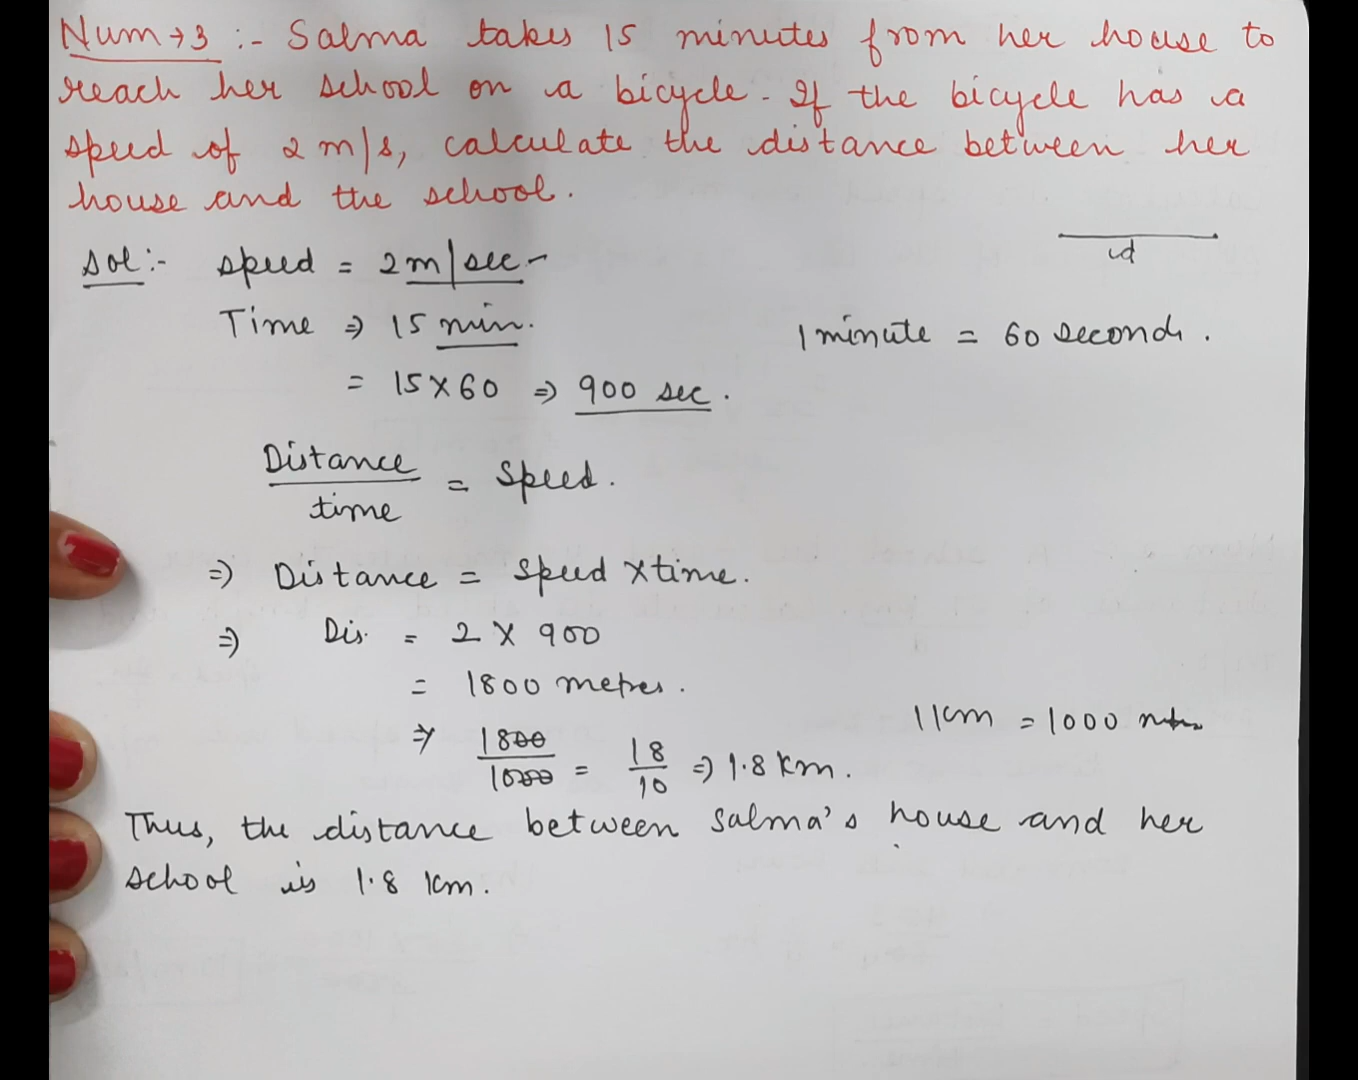 Num→3 :- Salma takes 15 minutes from her house to
reach her school on a bicycle. If the bicycle has a
speed of 2 m/s, calculate the distance between her
house and the school.
Sol:- speed = 2m/sec.
d
Time ⇒ 15 min.
1 minute = 60 seconds.
= 15×60 ⇒ 900 sec.
Distance
time
= Speed.
⇒ Distance = Speed × time.
⇒ Dis. = 2 × 900
= 1800 metres.
1 km = 1000
⇒ 1800/1000 = 18/10 ⇒ 1.8 km.
Thus, the distance between Salma's house and her
school is 1.8 km.